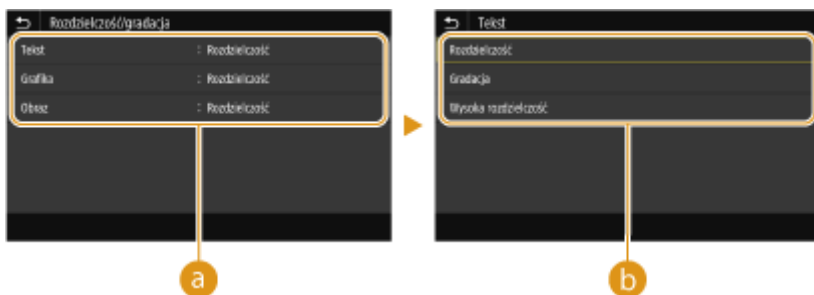 Rozdzielczość/gradacja
Tekst : Rozdzielczość
Grafika : Rozdzielczość
Obraz : Rozdzielczość
a
Tekst
Rozdzielczość
Gradacja
Wysoka rozdzielczość
b